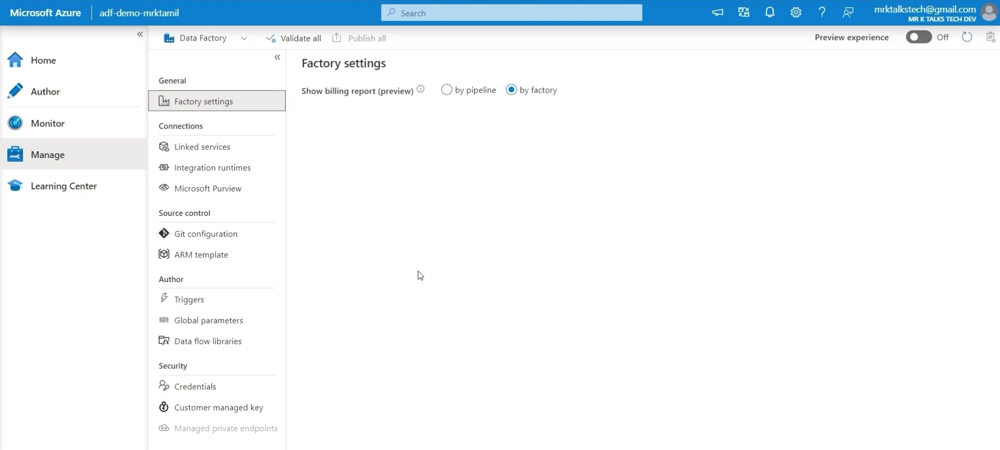 Microsoft Azure adf-demo-mrktamil Search mrktalkstech@gmail.com
MR K TALKS TECH DEV
Data Factory Validate all Publish all Preview experience Off
Home
Author
Monitor
Manage
Learning Center
General
Factory settings
Connections
Linked services
Integration runtimes
Microsoft Purview
Source control
Git configuration
ARM template
Author
Triggers
Global parameters
Data flow libraries
Security
Credentials
Customer managed key
Managed private endpoints
Factory settings
Show billing report (preview) by pipeline by factory